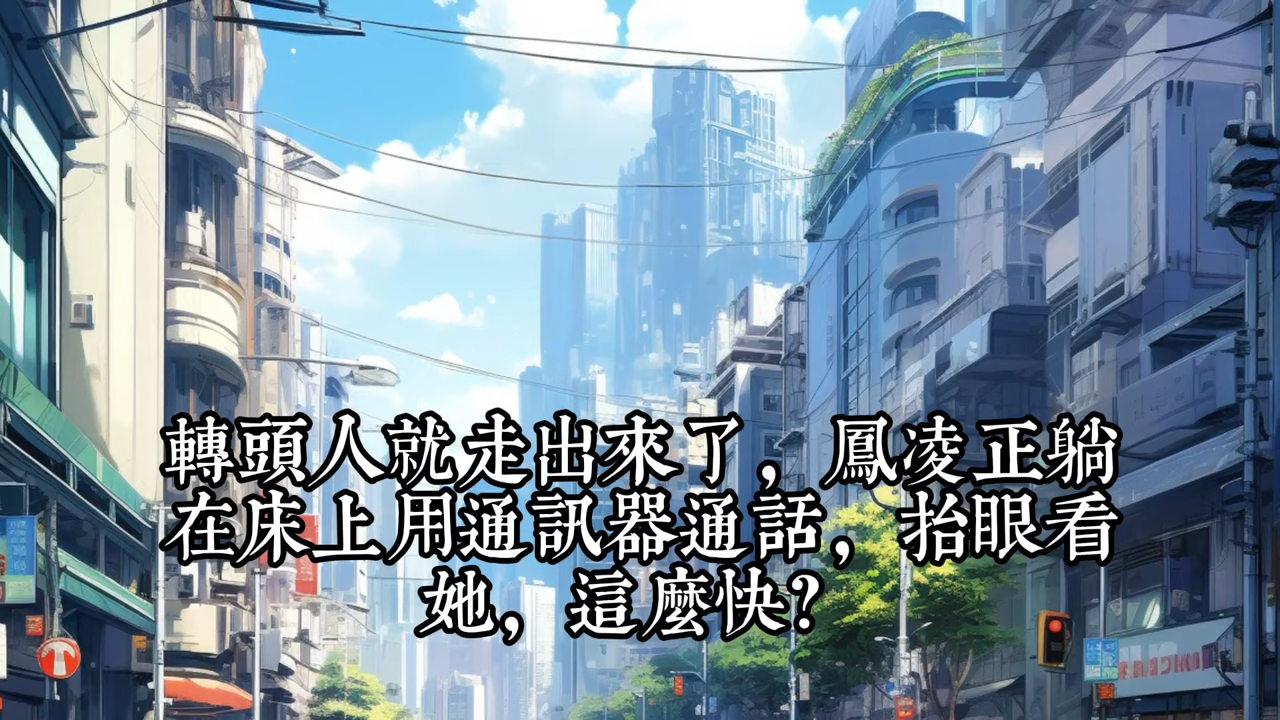 轉頭人就走出來了，鳳凌正躺
在床上用通訊器通話，抬眼看
她，這麼快？